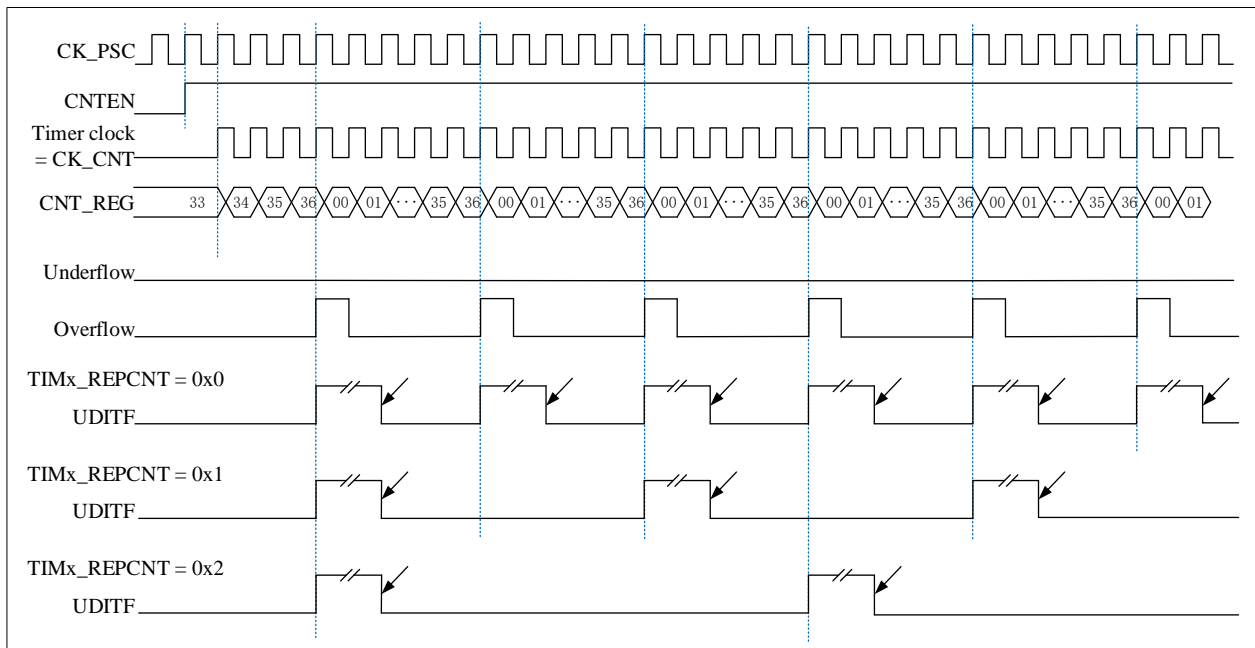 CK_PSC
CNTEN
Timer clock
= CK_CNT
CNT_REG 33 34 35 36 00 01 ··· 35 36 00 01 ··· 35 36 00 01 ··· 35 36 00 01 ··· 35 36 00 01 ··· 35 36 00 01
Underflow
Overflow
TIMx_REPCNT = 0x0
UDITF
TIMx_REPCNT = 0x1
UDITF
TIMx_REPCNT = 0x2
UDITF